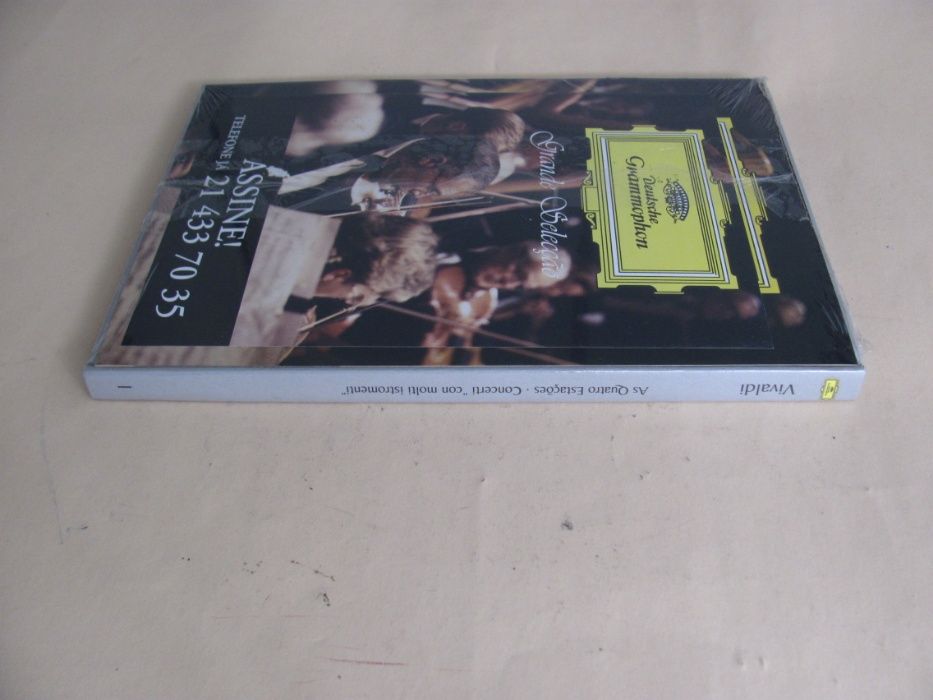 Deutsche
Grammophon
Grande Selecção
ASSINE!
TELEFONE JÁ 21 433 70 35
Vivaldi
As Quatro Estações · Concerti "con molti istromenti"
1